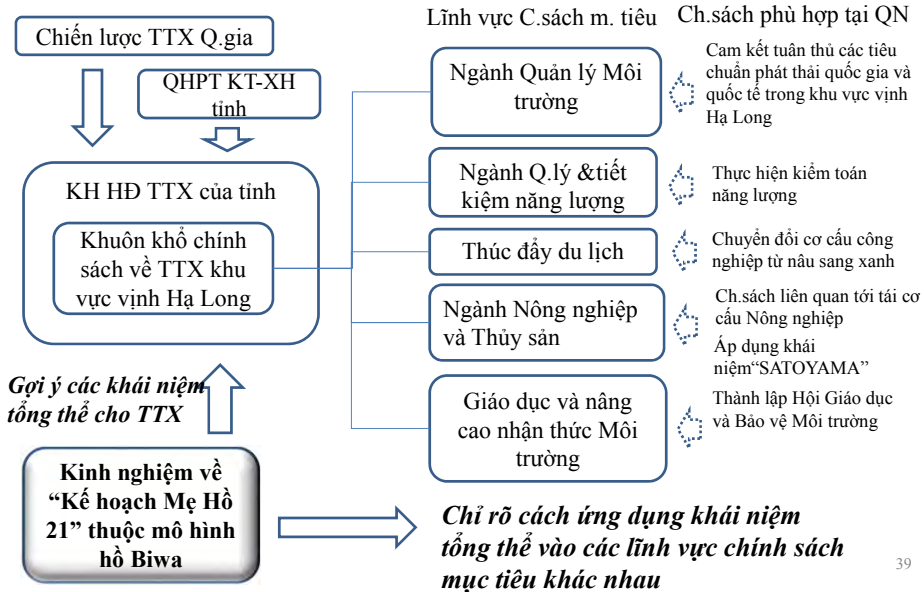 Lĩnh vực C.sách m. tiêu
Ch.sách phù hợp tại QN
Chiến lược TTX Q.gia
QHPT KT-XH
tỉnh
KH HĐ TTX của tỉnh
Khuôn khổ chính
sách về TTX khu
vực vịnh Hạ Long
Gợi ý các khái niệm
tổng thể cho TTX
Kinh nghiệm về
“Kế hoạch Mẹ Hồ
21” thuộc mô hình
hồ Biwa
Ngành Quản lý Môi
trường
Cam kết tuân thủ các tiêu
chuẩn phát thải quốc gia và
quốc tế trong khu vực vịnh
Hạ Long
Ngành Q.lý &tiết
kiệm năng lượng
Thực hiện kiểm toán
năng lượng
Thúc đẩy du lịch
Chuyển đổi cơ cấu công
nghiệp từ nâu sang xanh
Ngành Nông nghiệp
và Thủy sản
Ch.sách liên quan tới tái cơ
cấu Nông nghiệp
Áp dụng khái
niệm“SATOYAMA”
Giáo dục và nâng
cao nhận thức Môi
trường
Thành lập Hội Giáo dục
và Bảo vệ Môi trường
Chỉ rõ cách ứng dụng khái niệm
tổng thể vào các lĩnh vực chính sách
mục tiêu khác nhau
39